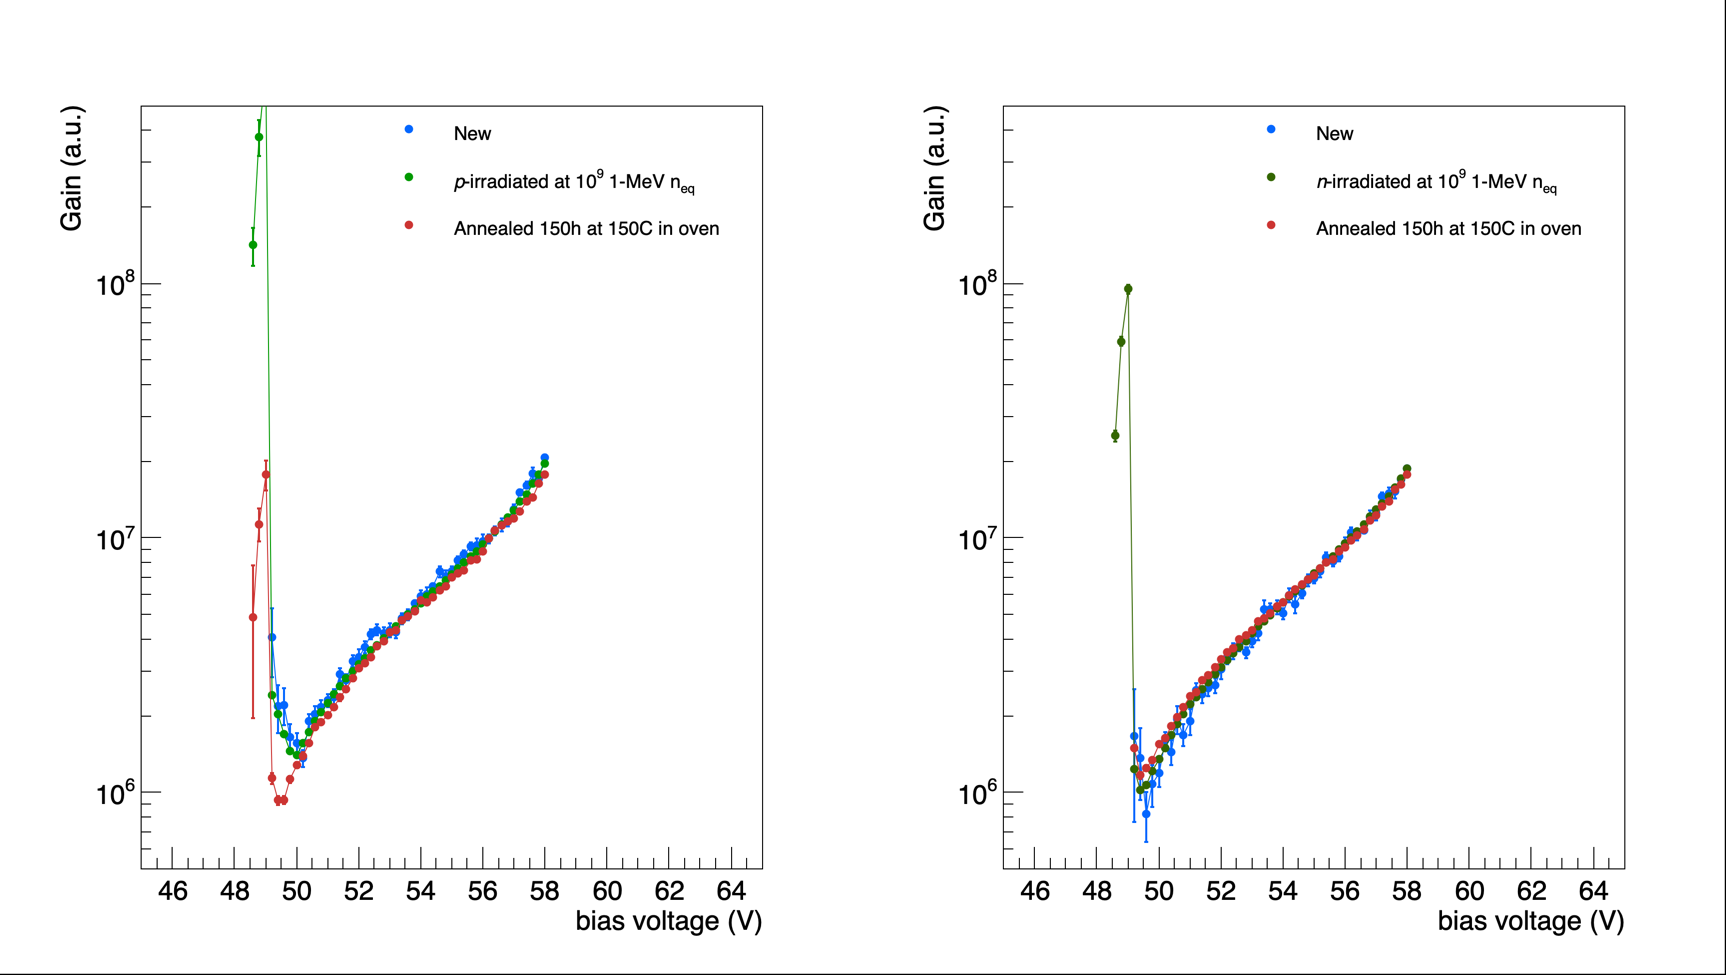 Gain (a.u.)
New
p-irradiated at 10⁹ 1-MeV n_eq
Annealed 150h at 150C in oven
10⁸
10⁷
10⁶
46 48 50 52 54 56 58 60 62 64
bias voltage (V)
Gain (a.u.)
New
n-irradiated at 10⁹ 1-MeV n_eq
Annealed 150h at 150C in oven
10⁸
10⁷
10⁶
46 48 50 52 54 56 58 60 62 64
bias voltage (V)